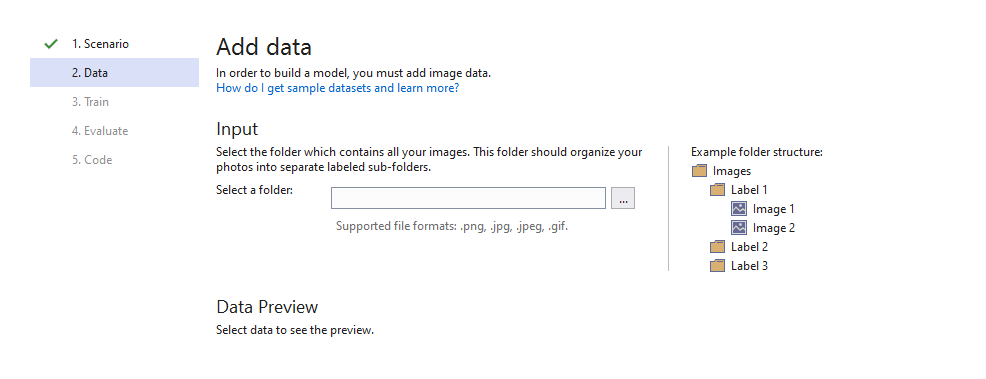 1. Scenario
2. Data
3. Train
4. Evaluate
5. Code
Add data
In order to build a model, you must add image data.
How do I get sample datasets and learn more?
Input
Select the folder which contains all your images. This folder should organize your
photos into separate labeled sub-folders.
Select a folder:
...
Supported file formats: .png, .jpg, .jpeg, .gif.
Example folder structure:
Images
Label 1
Image 1
Image 2
Label 2
Label 3
Data Preview
Select data to see the preview.